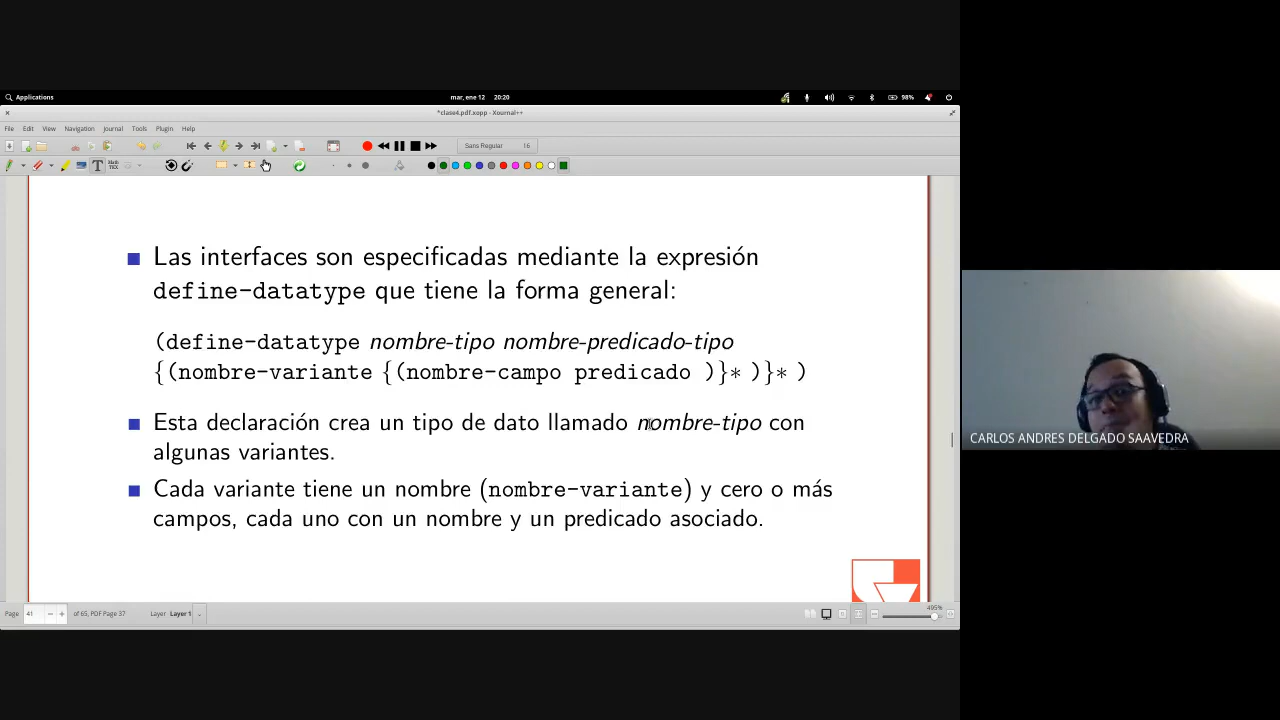 Applications
mar, ene 12 20:20
98%
*clase4.pdf.xopp - Xournal++
File Edit View Navigation Journal Tools Plugin Help
Sans Regular 16
Las interfaces son especificadas mediante la expresión
define-datatype que tiene la forma general:
(define-datatype nombre-tipo nombre-predicado-tipo
{(nombre-variante {(nombre-campo predicado )}* )}* )
Esta declaración crea un tipo de dato llamado nombre-tipo con
algunas variantes.
Cada variante tiene un nombre (nombre-variante) y cero o más
campos, cada uno con un nombre y un predicado asociado.
CARLOS ANDRES DELGADO SAAVEDRA
Page 41 of 65, PDF Page 37 Layer Layer 1
495%